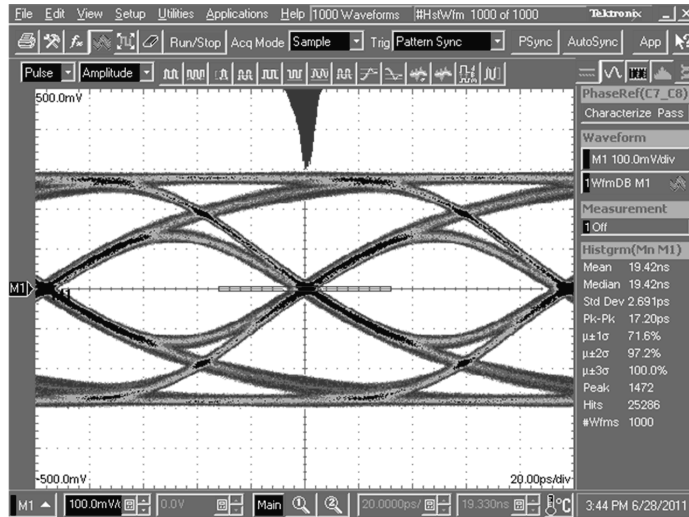 File Edit View Setup Utilities Applications Help 1000 Waveforms #HstWfm 1000 of 1000 Tektronix
Run/Stop Acq Mode Sample Trig Pattern Sync PSync AutoSync App
Pulse Amplitude
500.0mV
PhaseRef(C7_C8)
Characterize Pass
Waveform
M1 100.0mV/div
1 WfmDB M1
Measurement
1 Off
Histgrm(Mn M1)
Mean 19.42ns
Median 19.42ns
Std Dev 2.691ps
Pk-Pk 17.20ps
µ±1σ 71.6%
µ±2σ 97.2%
µ±3σ 100.0%
Peak 1472
Hits 25286
#Wfms 1000
M1
-500.0mV 20.00ps/div
M1 100.0mV/ 0.0V Main 1 2 20.0000ps/ 19.330ns °C 3:44 PM 6/28/2011